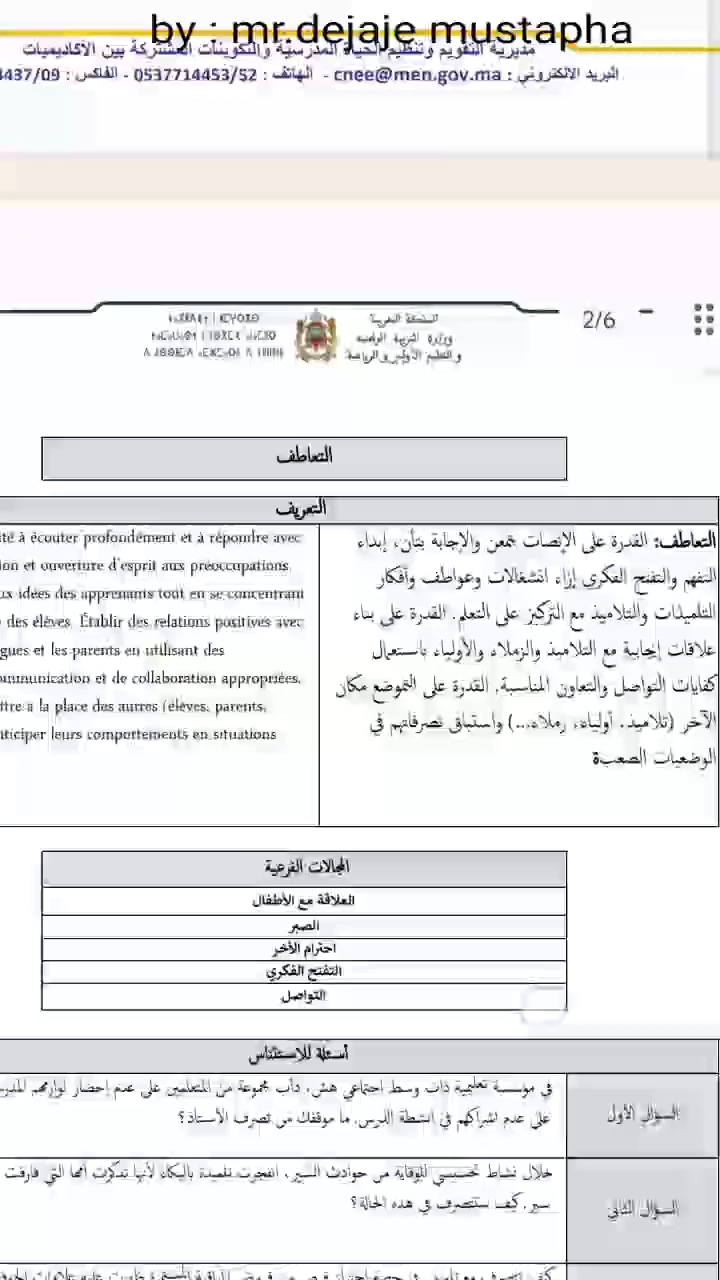 by : mr.dejaje mustapha
مديرية التقويم وتنظيم الحياة المدرسية والتكوينات المشتركة بين الأكاديميات
البريد الالكتروني : cnee@men.gov.ma - الهاتف : 0537714453/52 - الفاكس : 4437/09
2/6
المملكة المغربية
وزارة التربية الوطنية
والتعليم الأولي والرياضة
التعاطف
التعريف
التعاطف: القدرة على الإنصات بتمعن والإجابة بتأن، إبداء
التفهم والتفتح الفكري إزاء انشغالات وعواطف وأفكار
التلميذات والتلاميذ مع التركيز على التعلم. القدرة على بناء
علاقات إيجابية مع التلاميذ والزملاء والأولياء باستعمال
كفايات التواصل والتعاون المناسبة. القدرة على التموضع مكان
الآخر (تلاميذ، أولياء، زملاء...) واستباق تصرفاتهم في
الوضعيات الصعبة
té à écouter profondément et à répondre avec
ion et ouverture d'esprit aux préoccupations,
ux idées des apprenants tout en se concentrant
des élèves. Établir des relations positives avec
gues et les parents en utilisant des
ommunication et de collaboration appropriées.
ttre à la place des autres (élèves, parents,
nticiper leurs comportements en situations
المجالات الفرعية
العلاقة مع الأطفال
الصبر
احترام الآخر
التفتح الفكري
التواصل
أسئلة للاستئناس
السؤال الأول
في مؤسسة تعليمية ذات وسط اجتماعي هش، دأب مجموعة من المتعلمين على عدم إحضار لوازمهم
على عدم اشراكهم في أنشطة الدرس. ما موقفك من تصرف الأستاذ؟
السؤال الثاني
خلال نشاط تحسيسي للوقاية من حوادث السير، انفجرت تلميذة بالبكاء لأنها تذكرت أمها التي فارقت
سير. كيف ستتصرف في هذه الحالة؟